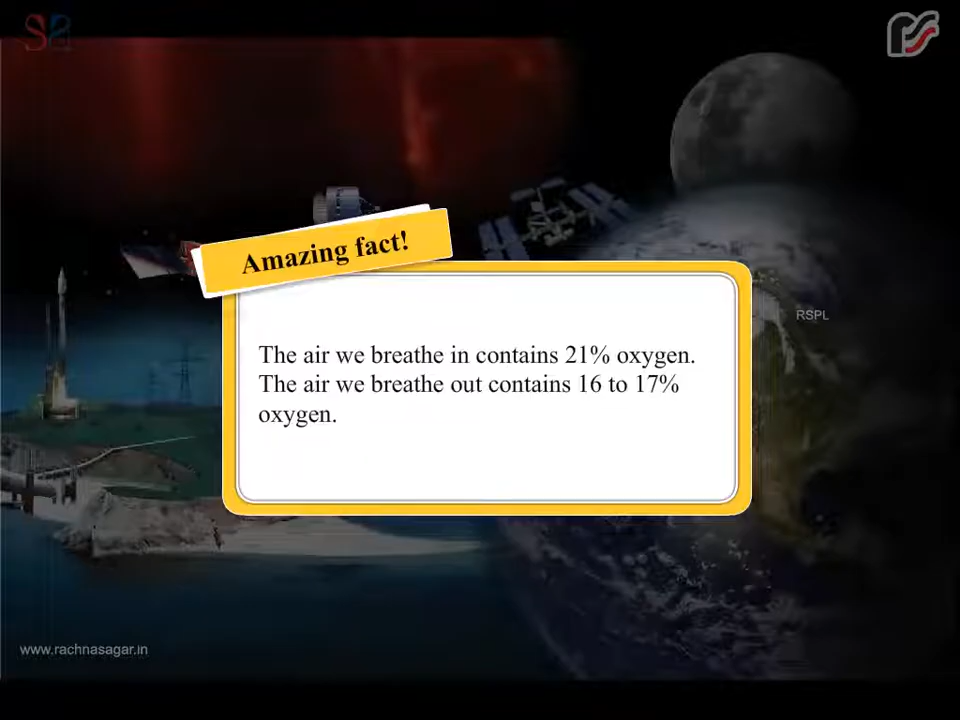 Amazing fact!
The air we breathe in contains 21% oxygen.
The air we breathe out contains 16 to 17%
oxygen.
RSPL
www.rachnasagar.in